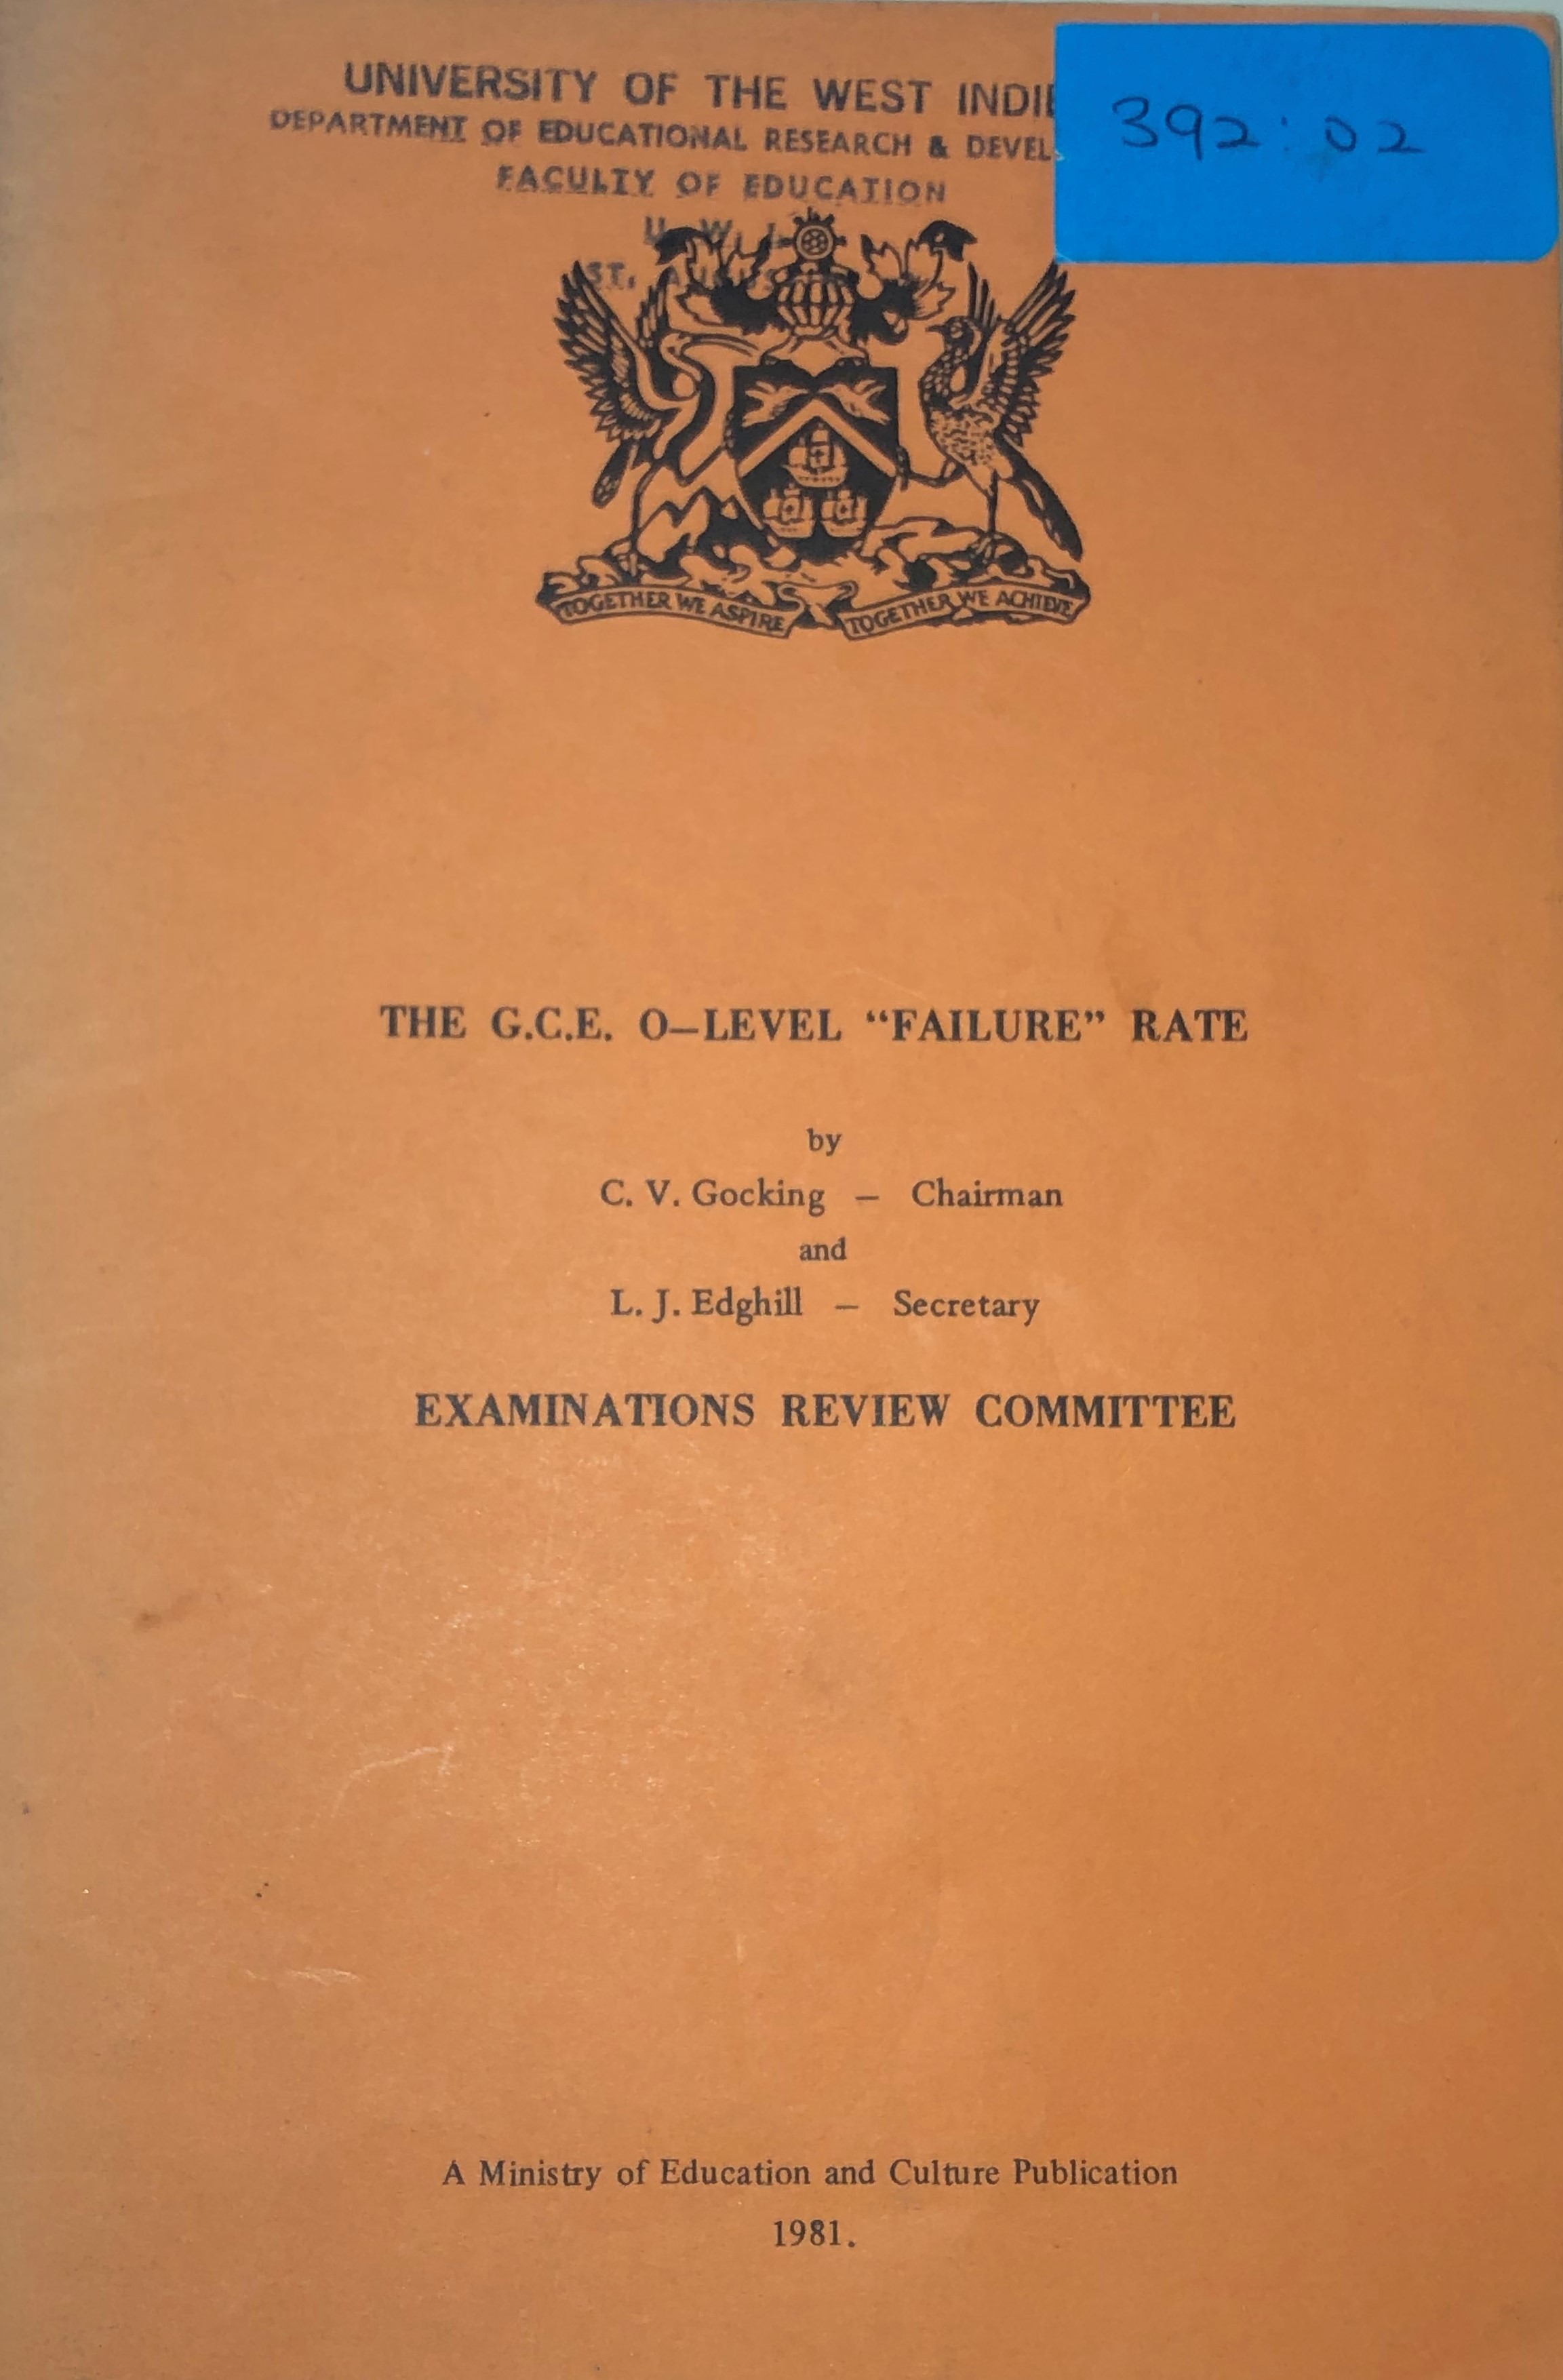 UNIVERSITY OF THE WEST INDIE
392:02
DEPARTMENT OF EDUCATIONAL RESEARCH & DEVEL
FACULTY OF EDUCATION
U. W. I.
ST.
TOGETHER WE ASPIRE TOGETHER WE ACHIEVE
THE G.C.E. O–LEVEL “FAILURE” RATE
by
C. V. Gocking – Chairman
and
L. J. Edghill – Secretary
EXAMINATIONS REVIEW COMMITTEE
A Ministry of Education and Culture Publication
1981.